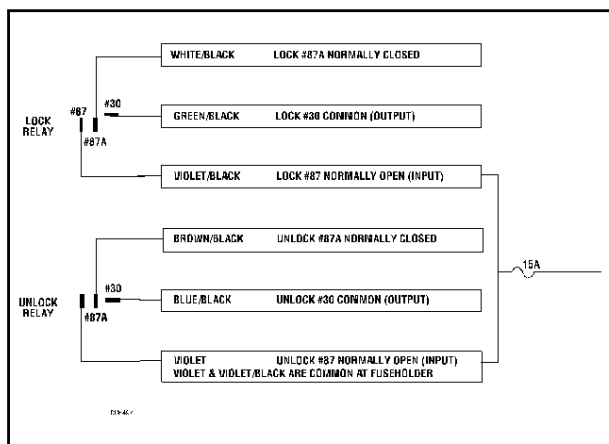 WHITE/BLACK LOCK #87A NORMALLY CLOSED
#87 #30
GREEN/BLACK LOCK #30 COMMON (OUTPUT)
LOCK
RELAY
#87A
VIOLET/BLACK LOCK #87 NORMALLY OPEN (INPUT)
BROWN/BLACK UNLOCK #87A NORMALLY CLOSED
15A
#30
BLUE/BLACK UNLOCK #30 COMMON (OUTPUT)
UNLOCK
RELAY
#87A
VIOLET UNLOCK #87 NORMALLY OPEN (INPUT)
VIOLET & VIOLET/BLACK ARE COMMON AT FUSEHOLDER